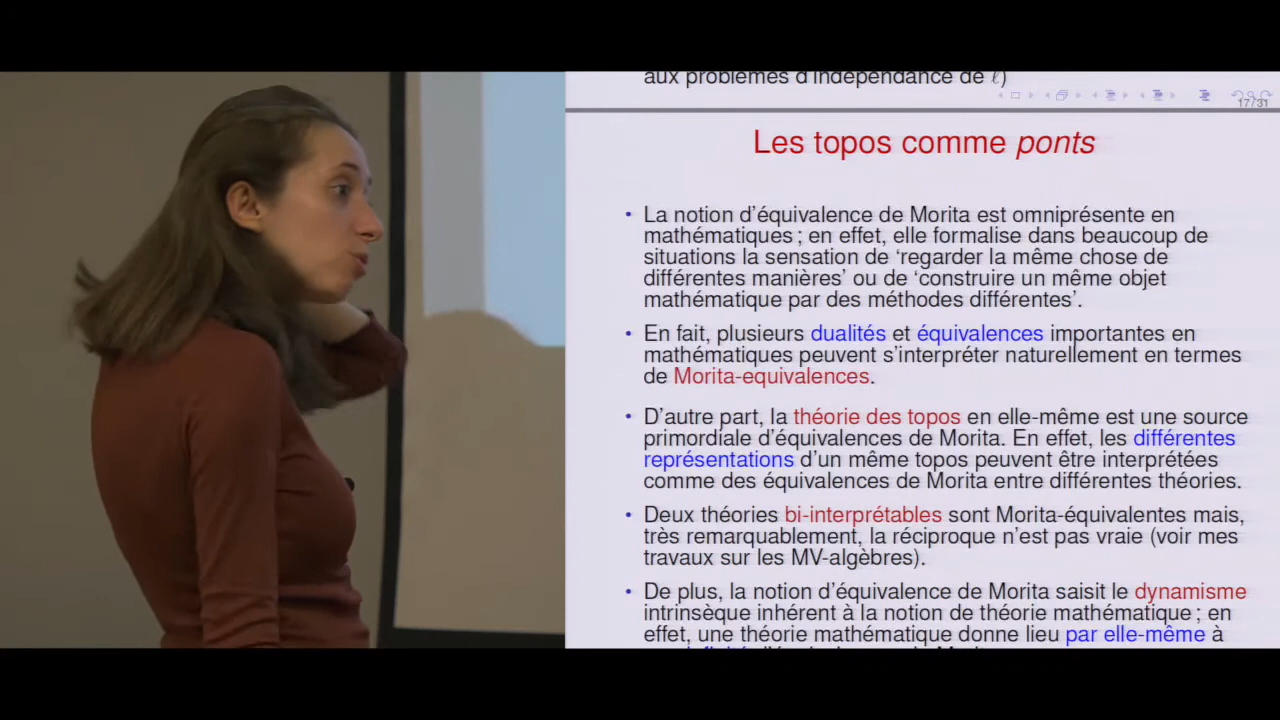 aux problèmes d'indépendance de ℓ)
17/31
Les topos comme ponts
• La notion d'équivalence de Morita est omniprésente en
mathématiques ; en effet, elle formalise dans beaucoup de
situations la sensation de 'regarder la même chose de
différentes manières' ou de 'construire un même objet
mathématique par des méthodes différentes'.
• En fait, plusieurs dualités et équivalences importantes en
mathématiques peuvent s'interpréter naturellement en termes
de Morita-equivalences.
• D'autre part, la théorie des topos en elle-même est une source
primordiale d'équivalences de Morita. En effet, les différentes
représentations d'un même topos peuvent être interprétées
comme des équivalences de Morita entre différentes théories.
• Deux théories bi-interprétables sont Morita-équivalentes mais,
très remarquablement, la réciproque n'est pas vraie (voir mes
travaux sur les MV-algèbres).
• De plus, la notion d'équivalence de Morita saisit le dynamisme
intrinsèque inhérent à la notion de théorie mathématique ; en
effet, une théorie mathématique donne lieu par elle-même à